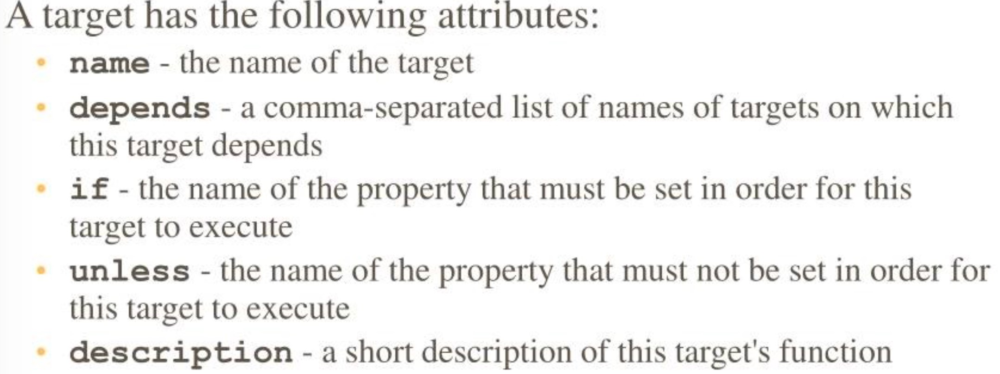 A target has the following attributes:
• name - the name of the target
• depends - a comma-separated list of names of targets on which
this target depends
• if - the name of the property that must be set in order for this
target to execute
• unless - the name of the property that must not be set in order for
this target to execute
• description - a short description of this target's function